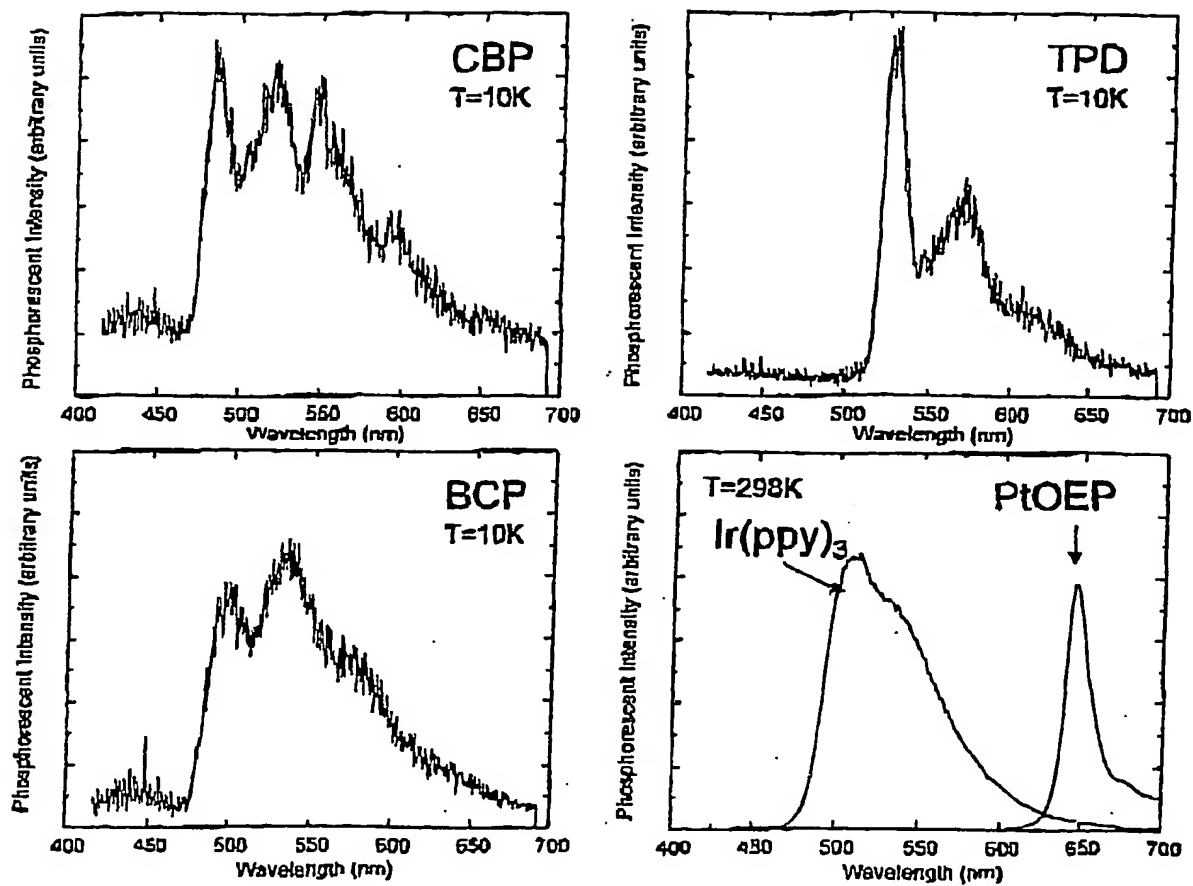 Phosphorescent Intensity (arbitrary units)
CBP
T=10K
400 450 500 550 600 650 700
Wavelength (nm)
Phosphorescent Intensity (arbitrary units)
TPD
T=10K
400 450 500 550 600 650 700
Wavelength (nm)
Phosphorescent Intensity (arbitrary units)
BCP
T=10K
400 450 500 550 600 650 700
Wavelength (nm)
Phosphorescent Intensity (arbitrary units)
T=298K
PtOEP
Ir(ppy)₃
400 450 500 550 600 650 700
Wavelength (nm)